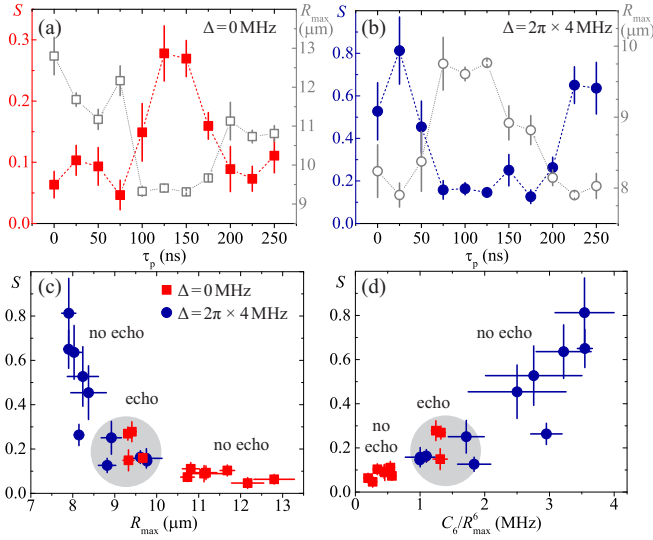 S (a) Δ = 0 MHz R_max (μm)
0.3
0.2
0.1
0.0
13
12
11
10
9
0 50 100 150 200 250
τ_p (ns)
S (b) Δ = 2π × 4 MHz R_max (μm)
0.8
0.6
0.4
0.2
0.0
10
9
8
0 50 100 150 200 250
τ_p (ns)
S (c)
Δ = 0 MHz
Δ = 2π × 4 MHz
no echo
echo
no echo
0.8
0.6
0.4
0.2
0.0
7 8 9 10 11 12 13
R_max (μm)
S (d)
no echo
echo
no echo
0.8
0.6
0.4
0.2
0.0
0 1 2 3 4
C_6/R_max^6 (MHz)